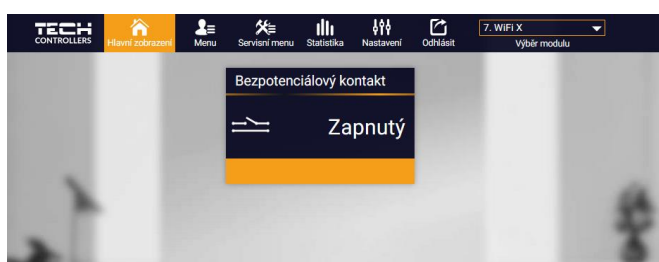 TECH
CONTROLLERS
Hlavní zobrazení
Menu
Servisní menu
Statistika
Nastavení
Odhlásit
7. WiFi X
Výběr modulu
Bezpotenciálový kontakt
Zapnutý